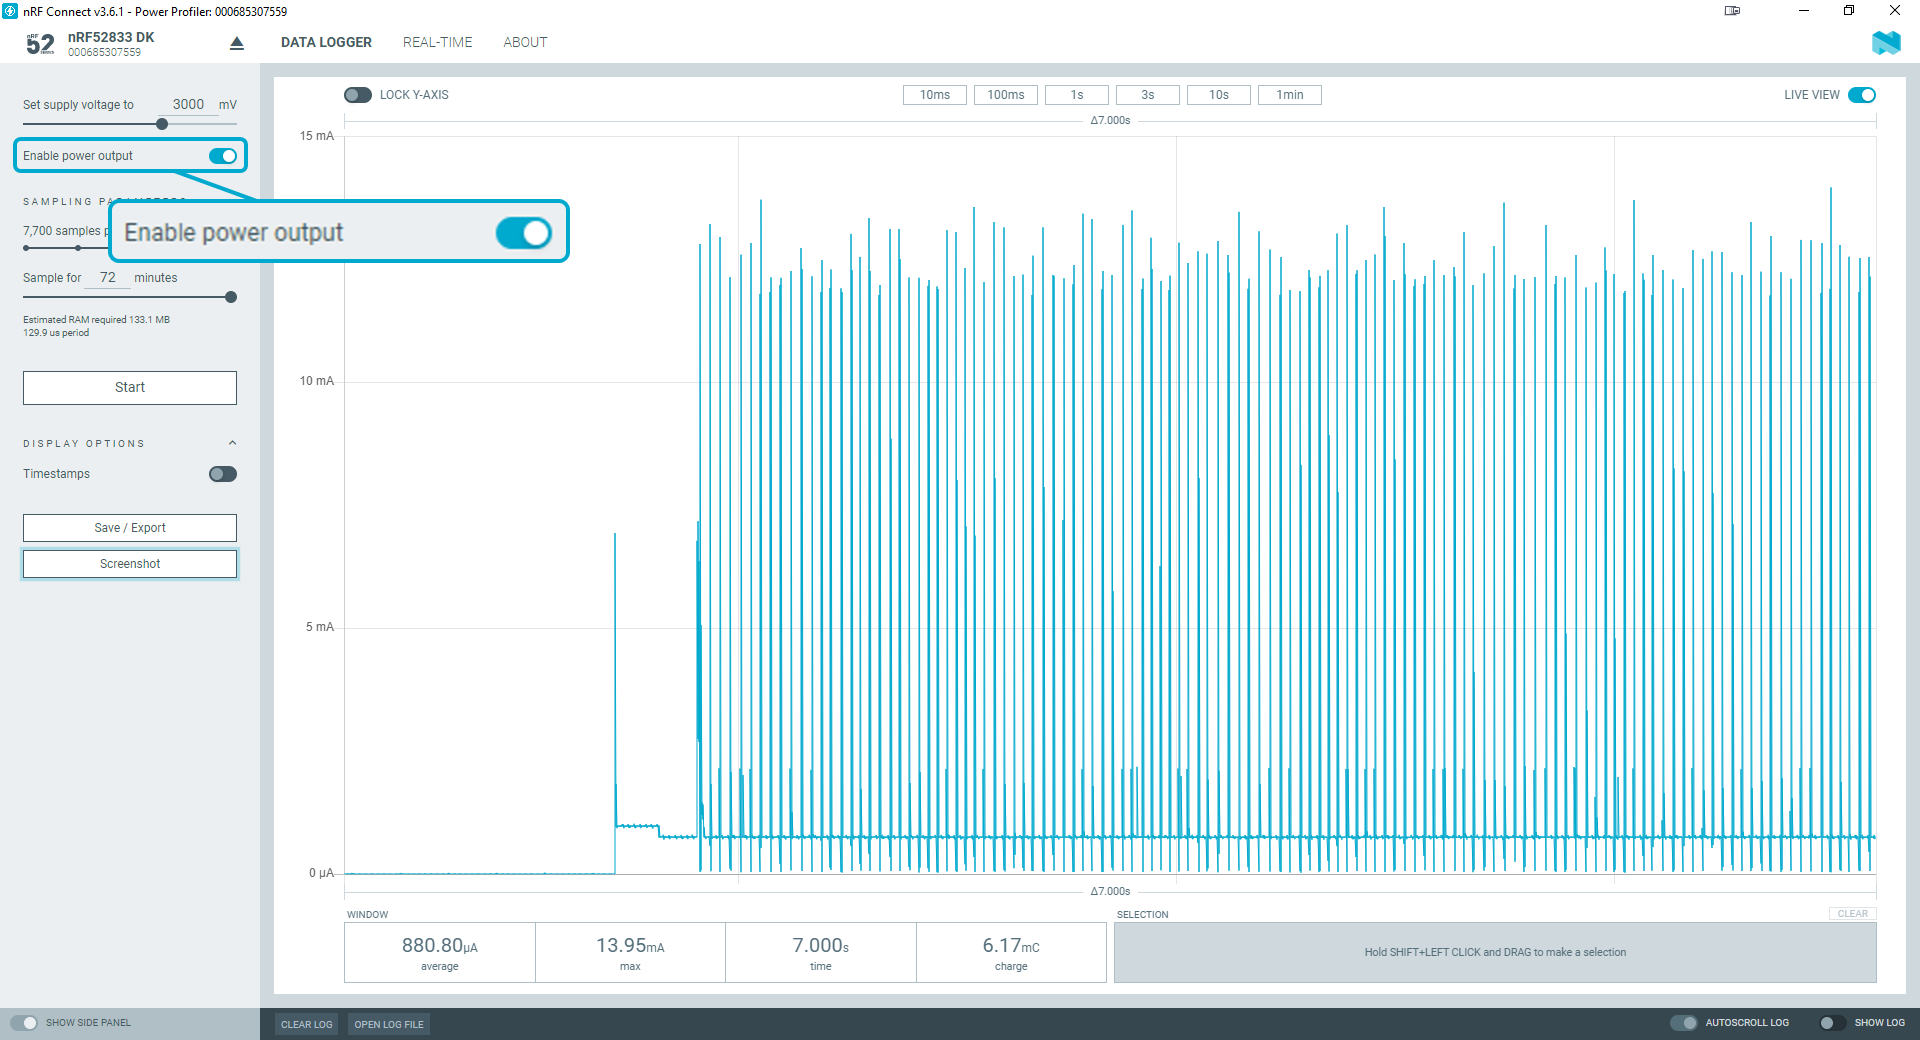 nRF Connect v3.6.1 - Power Profiler: 000685307559
nRF
52
SERIES
nRF52833 DK
000685307559
DATA LOGGER
REAL-TIME
ABOUT
Set supply voltage to 3000 mV
Enable power output
SAMPLING
7,700 samples
Enable power output
Sample for 72 minutes
Estimated RAM required 133.1 MB
129.9 us period
Start
DISPLAY OPTIONS
Timestamps
Save / Export
Screenshot
LOCK Y-AXIS
10ms
100ms
1s
3s
10s
1min
LIVE VIEW
Δ7.000s
15 mA
10 mA
5 mA
0 µA
Δ7.000s
WINDOW
880.80µA
average
13.95mA
max
7.000s
time
6.17mC
charge
SELECTION
CLEAR
Hold SHIFT+LEFT CLICK and DRAG to make a selection
SHOW SIDE PANEL
CLEAR LOG
OPEN LOG FILE
AUTOSCROLL LOG
SHOW LOG